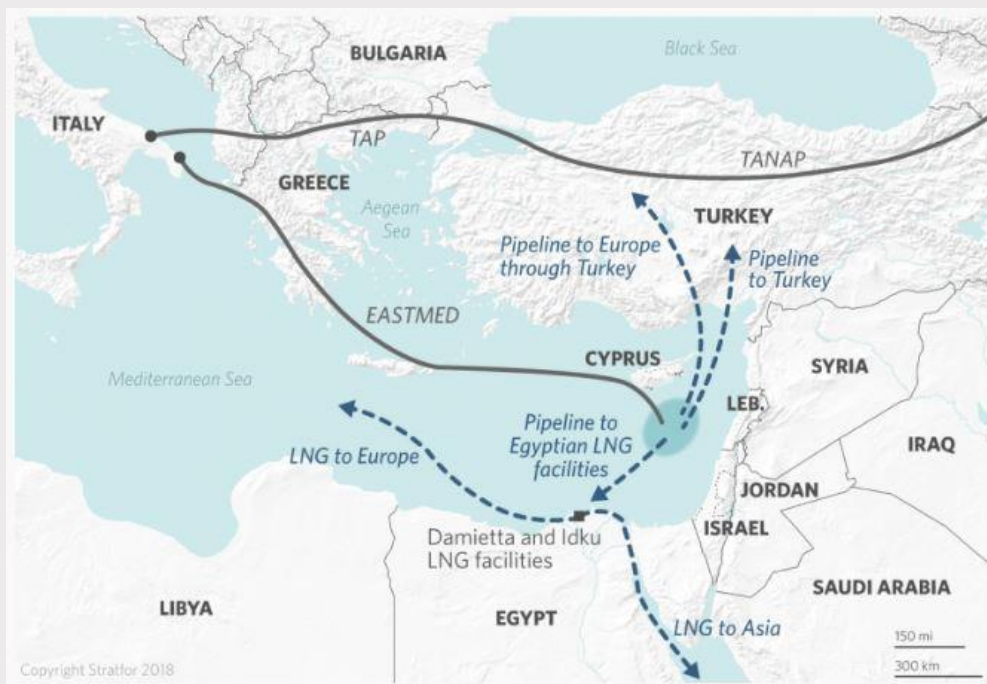 Black Sea
BULGARIA
ITALY
TAP
TANAP
GREECE
Aegean
Sea
TURKEY
Pipeline to Europe
through Turkey
Pipeline
to Turkey
EASTMED
CYPRUS
SYRIA
Mediterranean Sea
LEB.
Pipeline to
Egyptian LNG
facilities
IRAQ
LNG to Europe
JORDAN
ISRAEL
Damietta and Idku
LNG facilities
SAUDI ARABIA
LIBYA
EGYPT
LNG to Asia
150 mi
300 km
Copyright Stratfor 2018